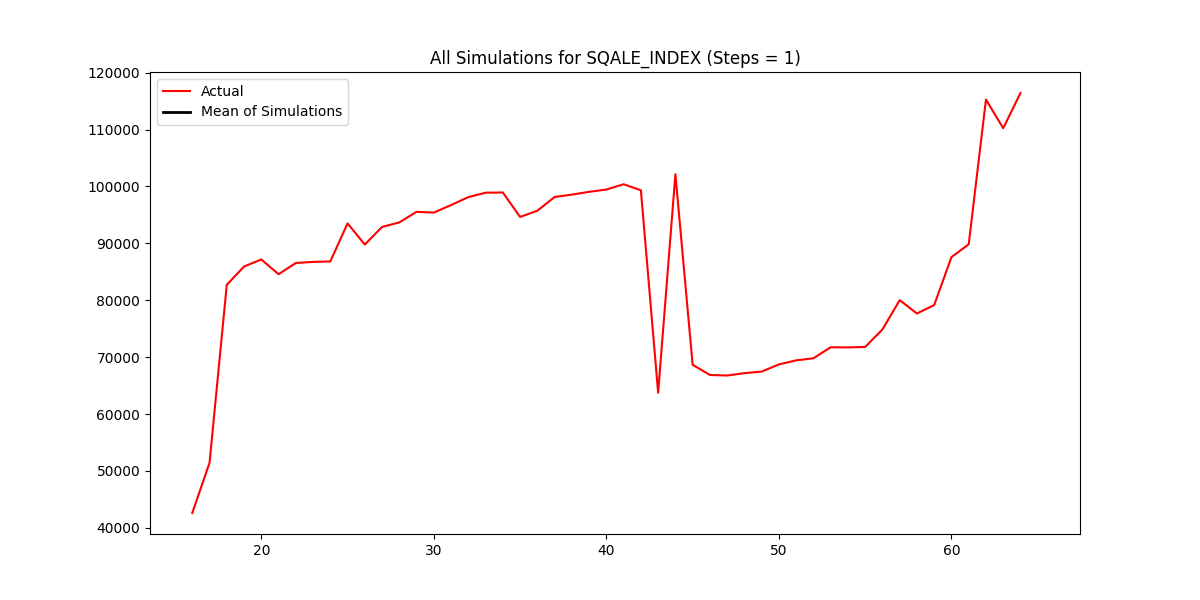 All Simulations for SQALE_INDEX (Steps = 1)
Actual
Mean of Simulations
120000
110000
100000
90000
80000
70000
60000
50000
40000
20 30 40 50 60